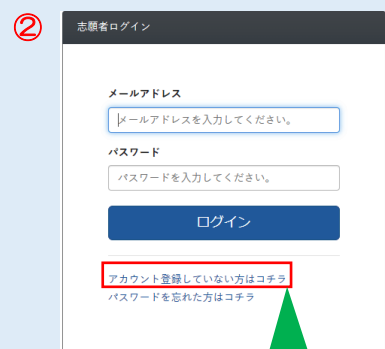 ②
志願者ログイン
メールアドレス
メールアドレスを入力してください。
パスワード
パスワードを入力してください。
ログイン
アカウント登録していない方はコチラ
パスワードを忘れた方はコチラ